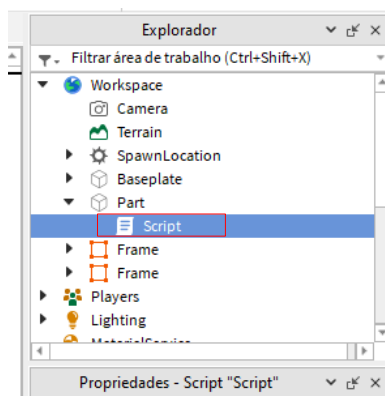 Explorador
Filtrar área de trabalho (Ctrl+Shift+X)
Workspace
Camera
Terrain
SpawnLocation
Baseplate
Part
Script
Frame
Frame
Players
Lighting
MaterialService
Propriedades - Script "Script"